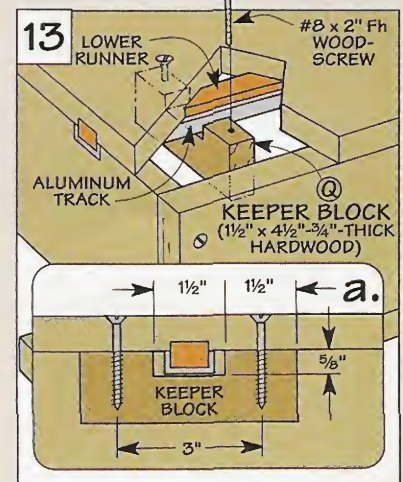 13
LOWER
RUNNER
#8 x 2" Fh
WOOD-
SCREW
ALUMINUM
TRACK
Q
KEEPER BLOCK
(1½" x 4½"-¾"-THICK
HARDWOOD)
a.
1½" 1½"
⅝"
KEEPER
BLOCK
3"